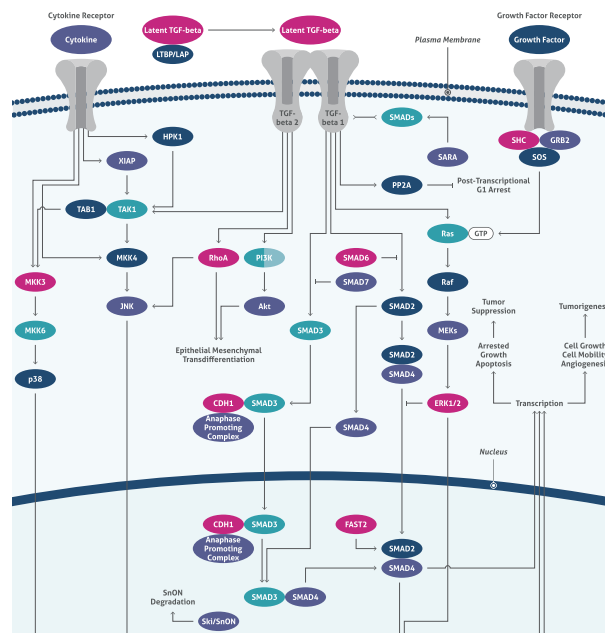 Cytokine Receptor
Cytokine
Latent TGF-beta
LTBP/LAP
Latent TGF-beta
Plasma Membrane
Growth Factor Receptor
Growth Factor
TGF-
beta 2
TGF-
beta 1
SMADs
SARA
SHC
GRB2
SOS
HPK1
XIAP
PP2A
Post-Transcriptional
G1 Arrest
TAB1
TAK1
Ras
GTP
MKK4
RhoA
PI3K
SMAD6
SMAD7
Raf
MKK3
JNK
Akt
SMAD2
MKK6
SMAD3
MEKs
Tumor
Suppression
Tumorigenes
Epithelial Mesenchymal
Transdifferentiation
SMAD2
SMAD4
Arrested
Growth
Apoptosis
Cell Growth
Cell Mobility
Angiogenesi
p38
CDH1
SMAD3
Anaphase
Promoting
Complex
SMAD4
ERK1/2
Transcription
Nucleus
CDH1
SMAD3
Anaphase
Promoting
Complex
FAST2
SMAD2
SMAD4
SMAD3
SMAD4
SnON
Degradation
Ski/SnON